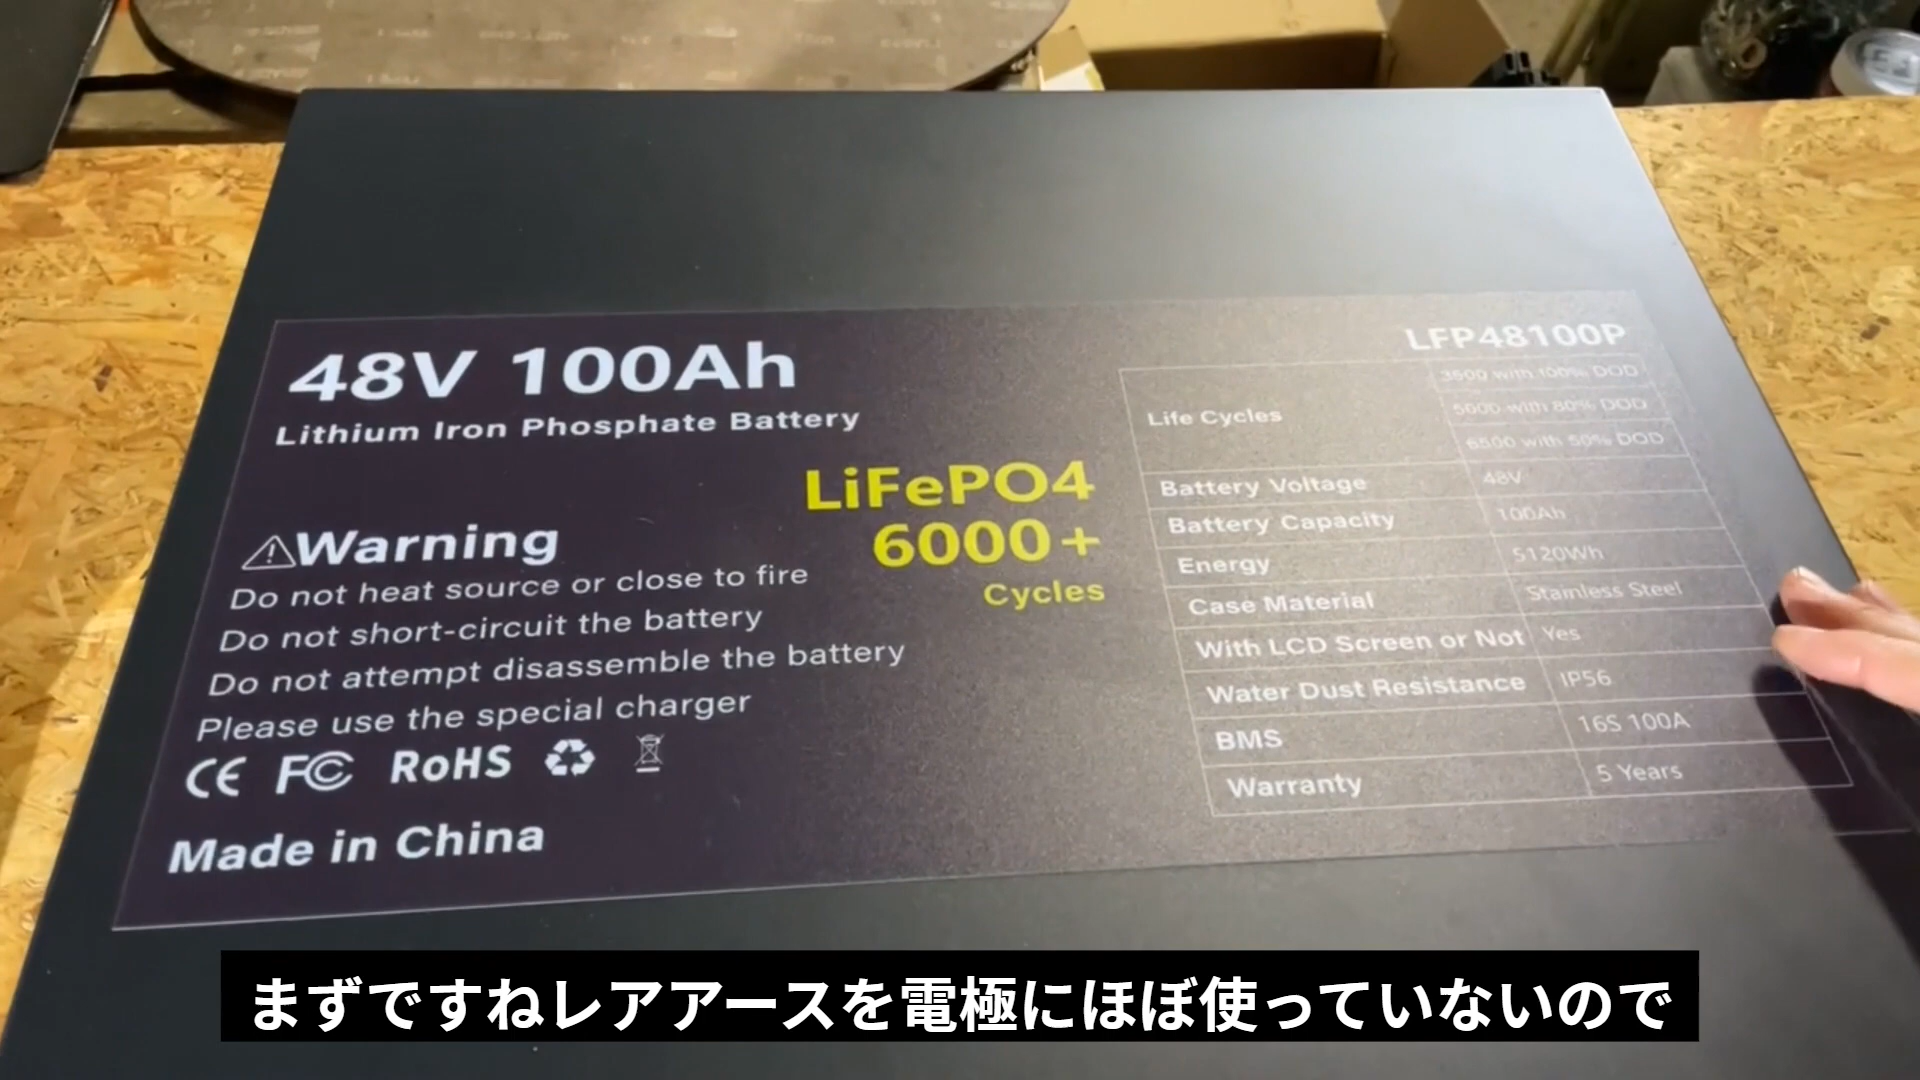 48V 100Ah
Lithium Iron Phosphate Battery
LiFePO4
6000+
Cycles
⚠Warning
Do not heat source or close to fire
Do not short-circuit the battery
Do not attempt disassemble the battery
Please use the special charger
CE FC RoHS
Made in China
LFP48100P
Life Cycles
3500 with 100% DOD
5000 with 80% DOD
6500 with 50% DOD
Battery Voltage 48V
Battery Capacity 100Ah
Energy 5120Wh
Case Material Stainless Steel
With LCD Screen or Not Yes
Water Dust Resistance IP56
BMS 16S 100A
Warranty 5 Years
まずですねレアアースを電極にほぼ使っていないので